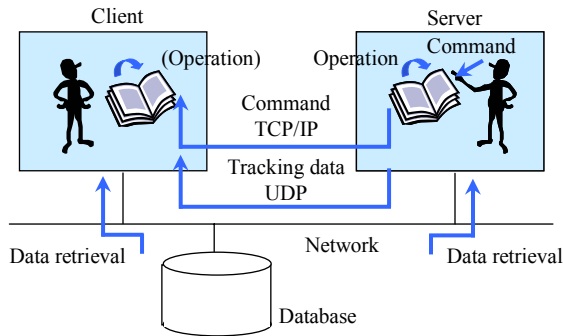 Client
Server
(Operation)
Operation
Command
Command
TCP/IP
Tracking data
UDP
Network
Data retrieval
Data retrieval
Database